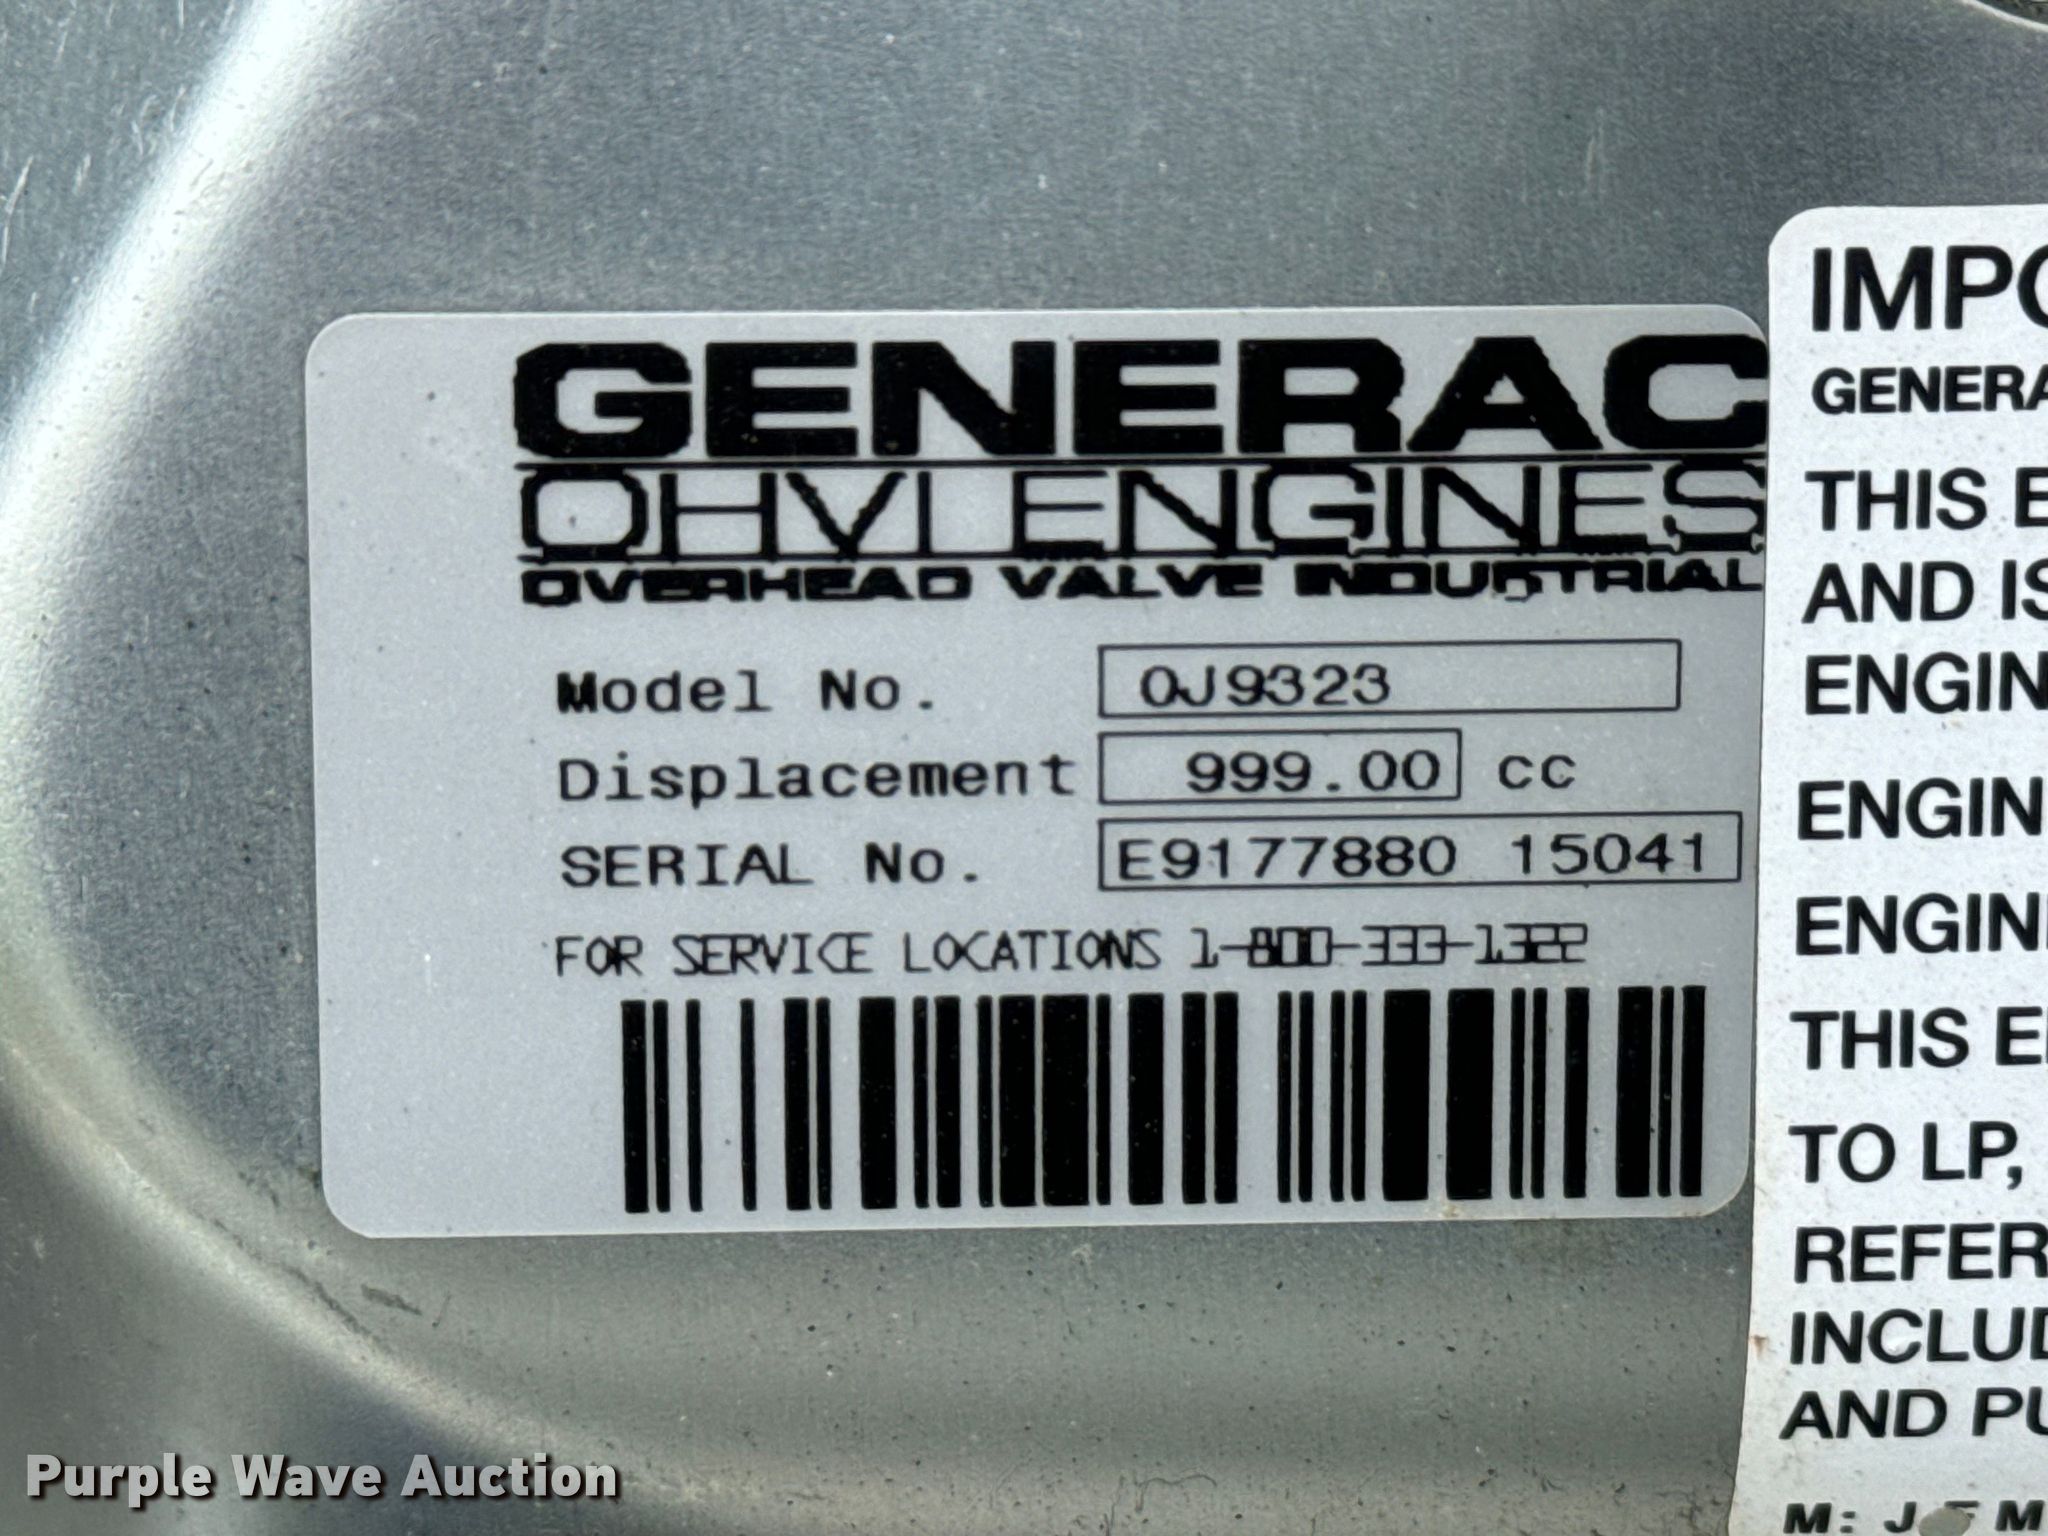 GENERAC
OHVI ENGINES
OVERHEAD VALVE INDUSTRIAL
Model No. 0J9323
Displacement 999.00 cc
SERIAL No. E9177880 15041
FOR SERVICE LOCATIONS 1-800-333-1322
IMPO
GENERA
THIS E
AND IS
ENGIN
ENGIN
ENGINE
THIS E
TO LP,
REFER
INCLUD
AND PU
Purple Wave Auction